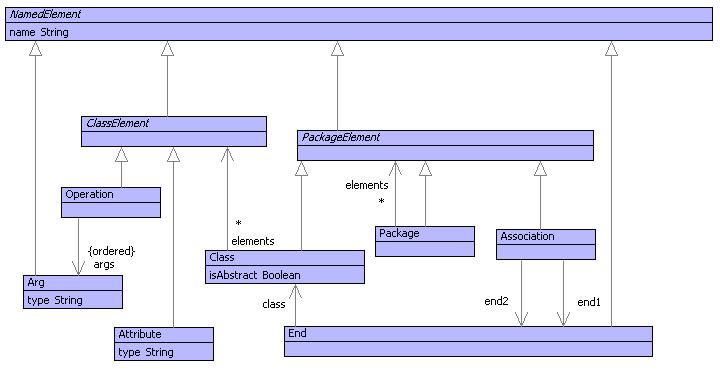 NamedElement
name String
ClassElement
PackageElement
Operation
elements
*
Package
Association
*
elements
{ordered}
args
Class
isAbstract Boolean
Arg
type String
class
end2
end1
Attribute
type String
End